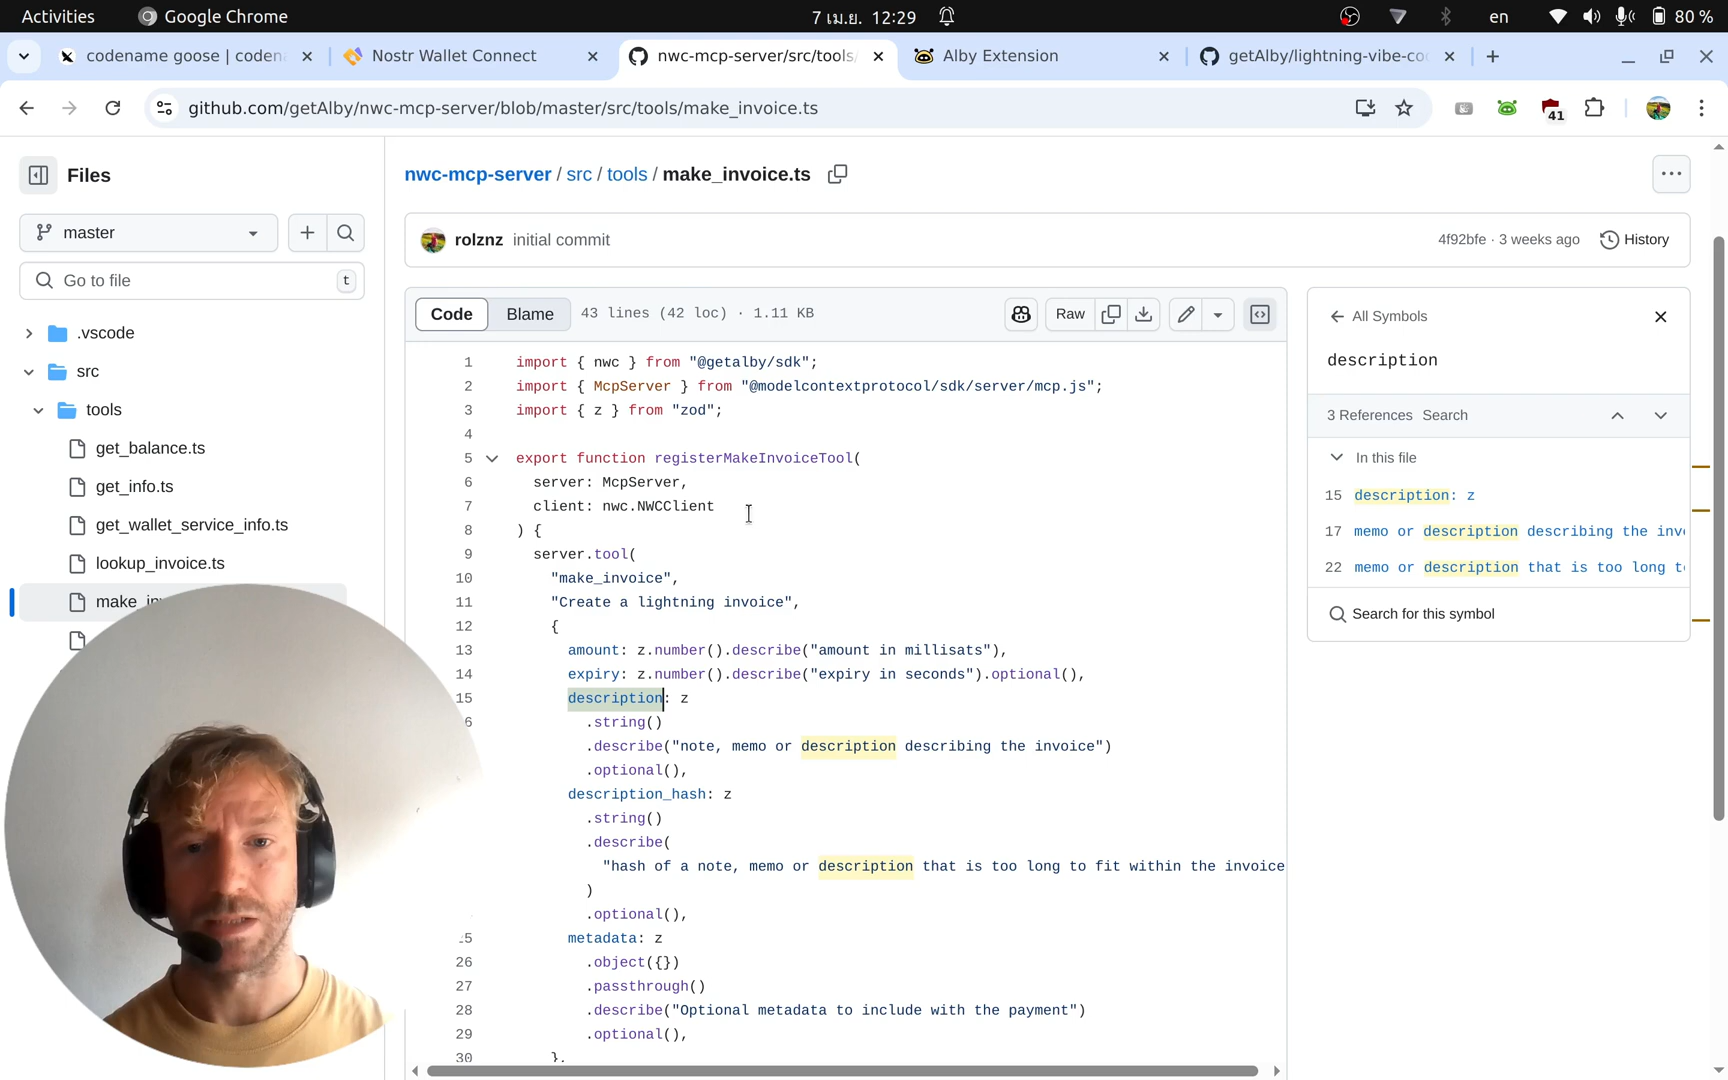 Activities
Google Chrome
7 เม.ย. 12:29
en
80 %
codename goose | coden
Nostr Wallet Connect
nwc-mcp-server/src/tools/
Alby Extension
getAlby/lightning-vibe-co
github.com/getAlby/nwc-mcp-server/blob/master/src/tools/make_invoice.ts
41
Files
master
Go to file
t
.vscode
src
tools
get_balance.ts
get_info.ts
get_wallet_service_info.ts
lookup_invoice.ts
make_in
nwc-mcp-server / src / tools / make_invoice.ts
rolznz initial commit
4f92bfe · 3 weeks ago
History
Code
Blame
43 lines (42 loc) · 1.11 KB
Raw
1 import { nwc } from "@getalby/sdk";
2 import { McpServer } from "@modelcontextprotocol/sdk/server/mcp.js";
3 import { z } from "zod";
4
5 export function registerMakeInvoiceTool(
6 server: McpServer,
7 client: nwc.NWCClient
8 ) {
9 server.tool(
10 "make_invoice",
11 "Create a lightning invoice",
12 {
13 amount: z.number().describe("amount in millisats"),
14 expiry: z.number().describe("expiry in seconds").optional(),
15 description: z
6 .string()
.describe("note, memo or description describing the invoice")
.optional(),
description_hash: z
.string()
.describe(
"hash of a note, memo or description that is too long to fit within the invoice
)
.optional(),
25 metadata: z
26 .object({})
27 .passthrough()
28 .describe("Optional metadata to include with the payment")
29 .optional(),
30 },
All Symbols
description
3 References Search
In this file
15 description: z
17 memo or description describing the inv
22 memo or description that is too long t
Search for this symbol